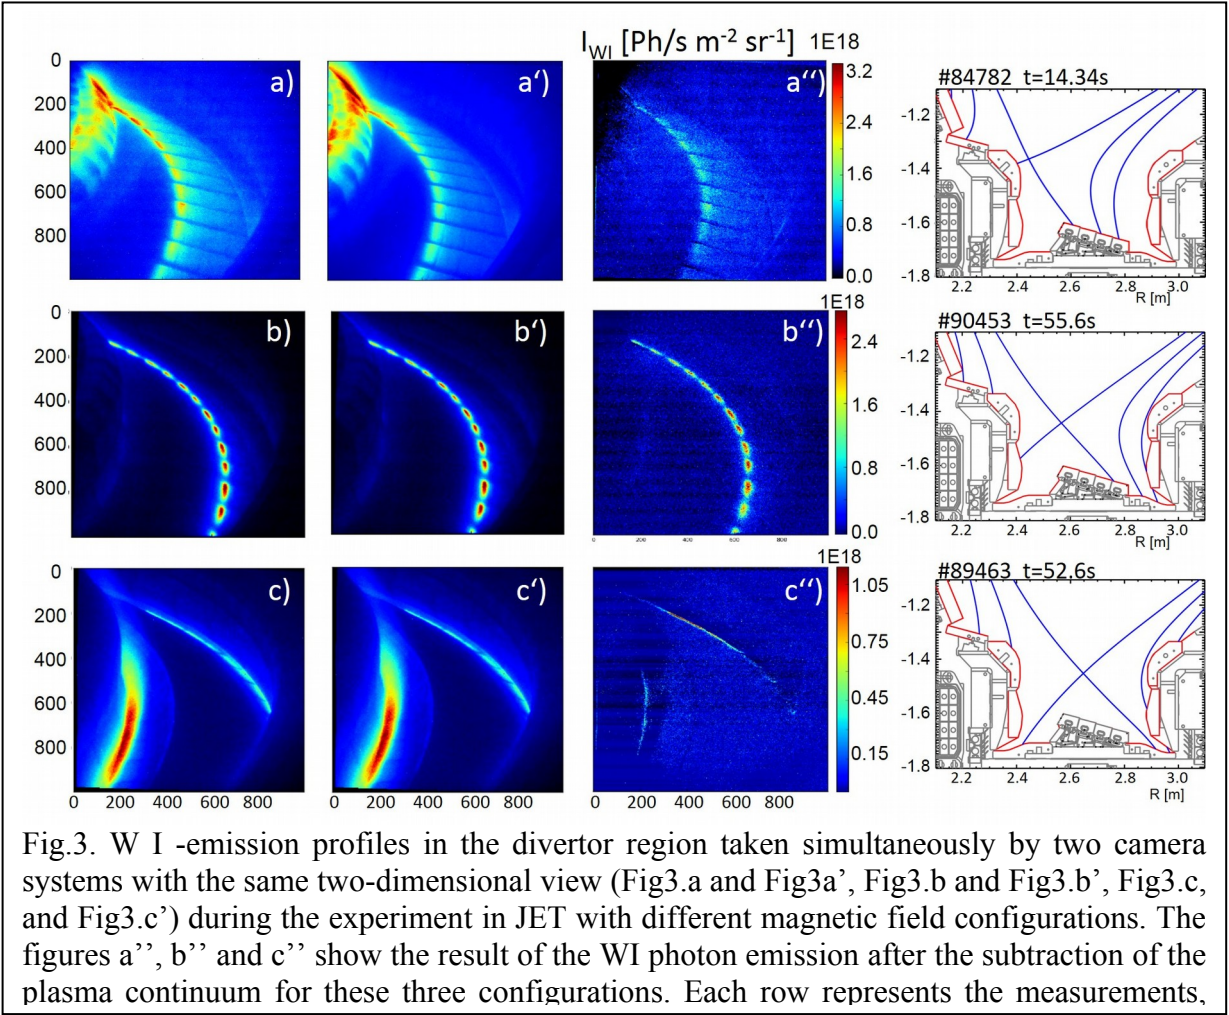 I_WI [Ph/s m-2 sr-1] 1E18
a) a‘) a‘‘)
0
200
400
600
800
3.2
2.4
1.6
0.8
0.0
#84782 t=14.34s
-1.2
-1.4
-1.6
-1.8
2.2 2.4 2.6 2.8 3.0
R [m]
1E18
b) b‘) b‘‘)
0
200
400
600
800
0 200 400 600 800
2.4
1.6
0.8
0.0
#90453 t=55.6s
-1.2
-1.4
-1.6
-1.8
2.2 2.4 2.6 2.8 3.0
R [m]
1E18
c) c‘) c‘‘)
0
200
400
600
800
0 200 400 600 800
0 200 400 600 800
0 200 400 600 800
1.05
0.75
0.45
0.15
#89463 t=52.6s
-1.2
-1.4
-1.6
-1.8
2.2 2.4 2.6 2.8 3.0
R [m]
Fig.3. W I -emission profiles in the divertor region taken simultaneously by two camera
systems with the same two-dimensional view (Fig3.a and Fig3a’, Fig3.b and Fig3.b’, Fig3.c,
and Fig3.c’) during the experiment in JET with different magnetic field configurations. The
figures a’’, b’’ and c’’ show the result of the WI photon emission after the subtraction of the
plasma continuum for these three configurations. Each row represents the measurements,